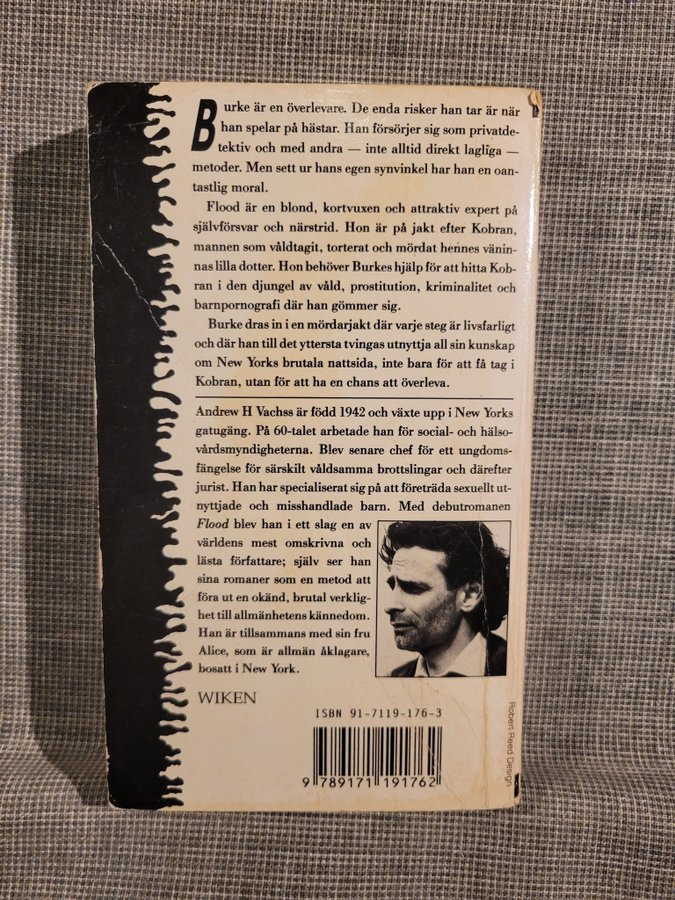 Burke är en överlevare. De enda risker han tar är när
han spelar på hästar. Han försörjer sig som privatde-
tektiv och med andra — inte alltid direkt lagliga —
metoder. Men sett ur hans egen synvinkel har han en oan-
tastlig moral.
Flood är en blond, kortvuxen och attraktiv expert på
självförsvar och närstrid. Hon är på jakt efter Kobran,
mannen som våldtagit, torterat och mördat hennes vänin-
nas lilla dotter. Hon behöver Burkes hjälp för att hitta Kob-
ran i den djungel av våld, prostitution, kriminalitet och
barnpornografi där han gömmer sig.
Burke dras in i en mördarjakt där varje steg är livsfarligt
och där han till det yttersta tvingas utnyttja all sin kunskap
om New Yorks brutala nattsida, inte bara för att få tag i
Kobran, utan för att ha en chans att överleva.
Andrew H Vachss är född 1942 och växte upp i New Yorks
gatugäng. På 60-talet arbetade han för social- och hälso-
vårdsmyndigheterna. Blev senare chef för ett ungdoms-
fängelse för särskilt våldsamma brottslingar och därefter
jurist. Han har specialiserat sig på att företräda sexuellt ut-
nyttjade och misshandlade barn. Med debutromanen
Flood blev han i ett slag en av
världens mest omskrivna och
lästa författare; själv ser han
sina romaner som en metod att
föra ut en okänd, brutal verklig-
het till allmänhetens kännedom.
Han är tillsammans med sin fru
Alice, som är allmän åklagare,
bosatt i New York.
WIKEN
ISBN 91-7119-176-3
9 789171 191762
Robert Reed Design